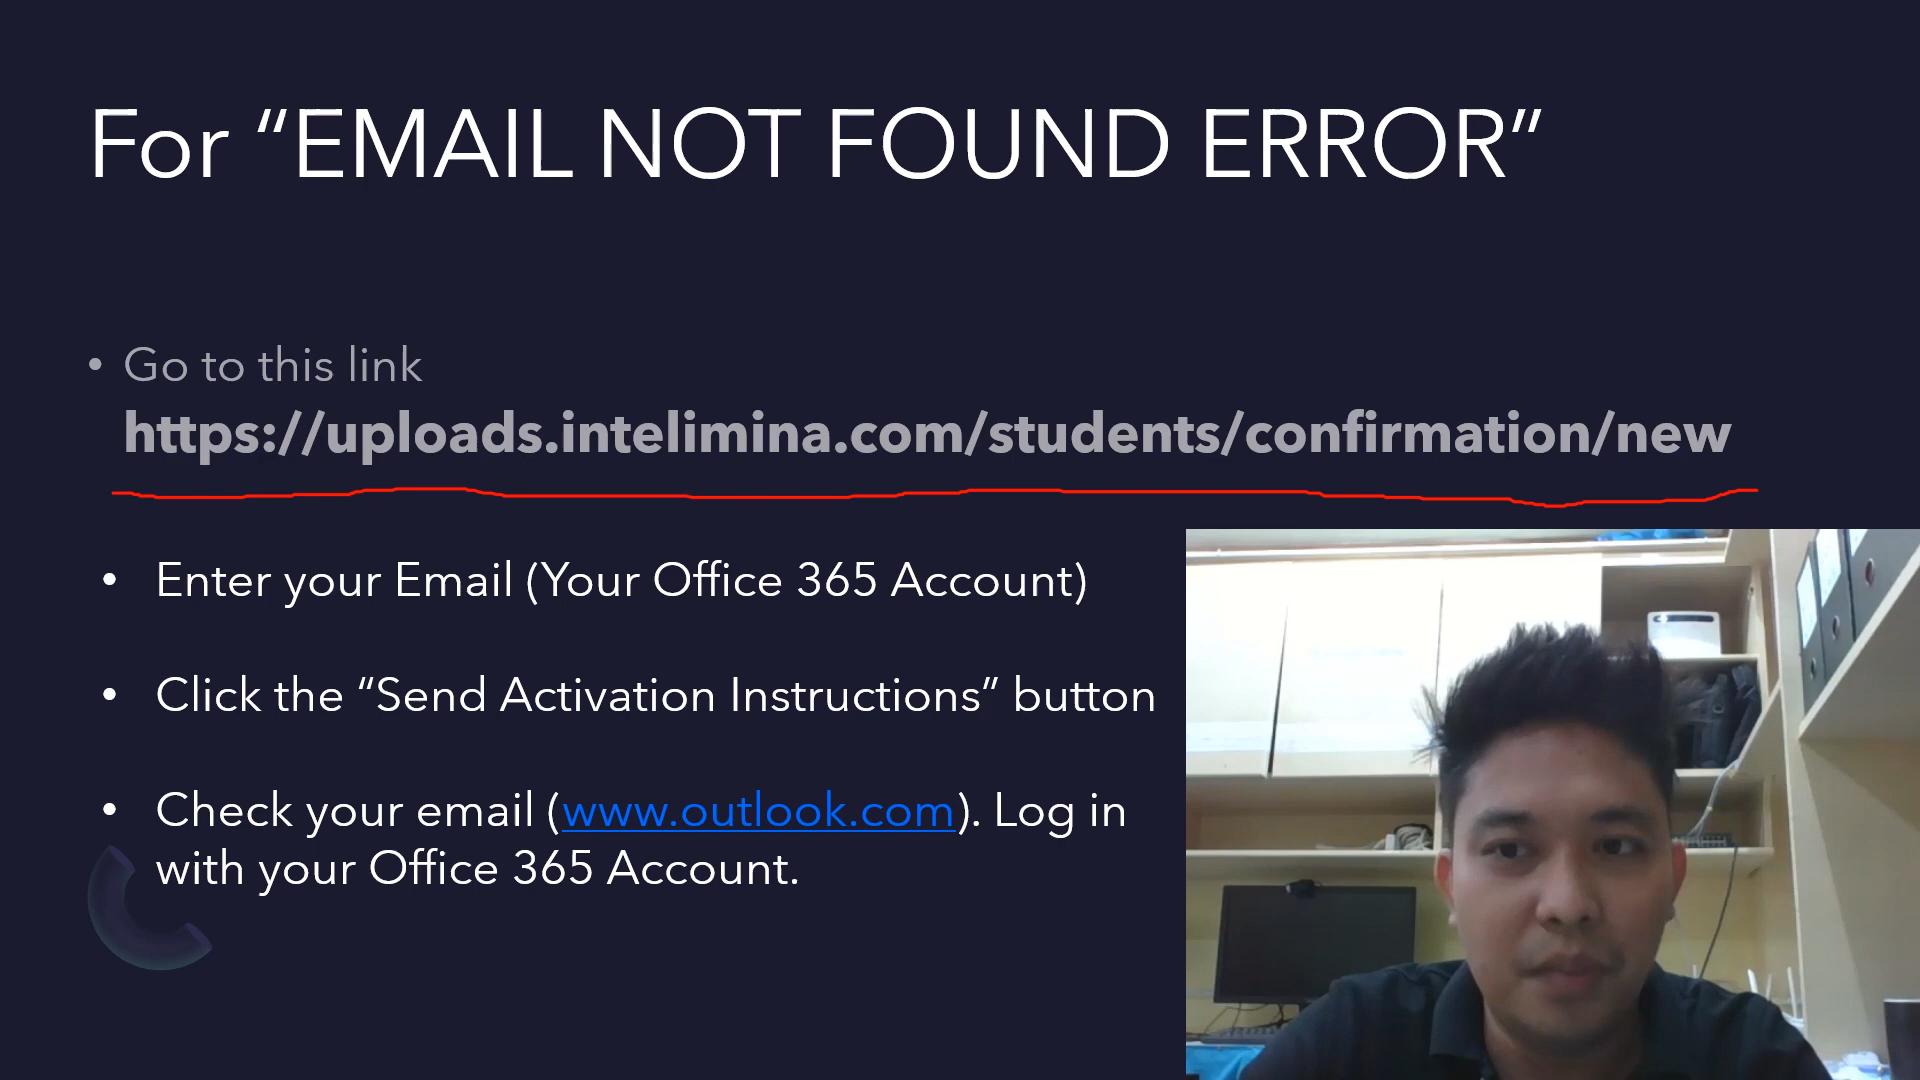 For “EMAIL NOT FOUND ERROR”
• Go to this link
https://uploads.intelimina.com/students/confirmation/new
• Enter your Email (Your Office 365 Account)
• Click the “Send Activation Instructions” button
• Check your email (www.outlook.com). Log in
with your Office 365 Account.